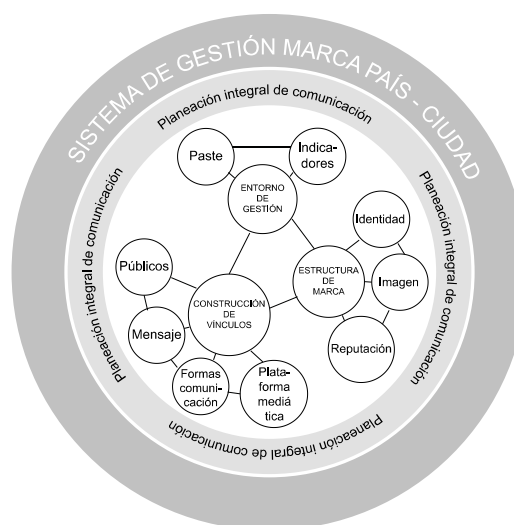 SISTEMA DE GESTIÓN MARCA PAÍS - CIUDAD
Planeación integral de comunicación
Planeación integral de comunicación
Planeación integral de comunicación
Planeación integral de comunicación
Paste
Indica-
dores
ENTORNO
DE
GESTIÓN
Identidad
Imagen
Reputación
ESTRUCTURA
DE
MARCA
Públicos
Mensaje
Formas
comuni-
cación
Plata-
forma
mediá
tica
CONSTRUCCIÓN
DE
VÍNCULOS